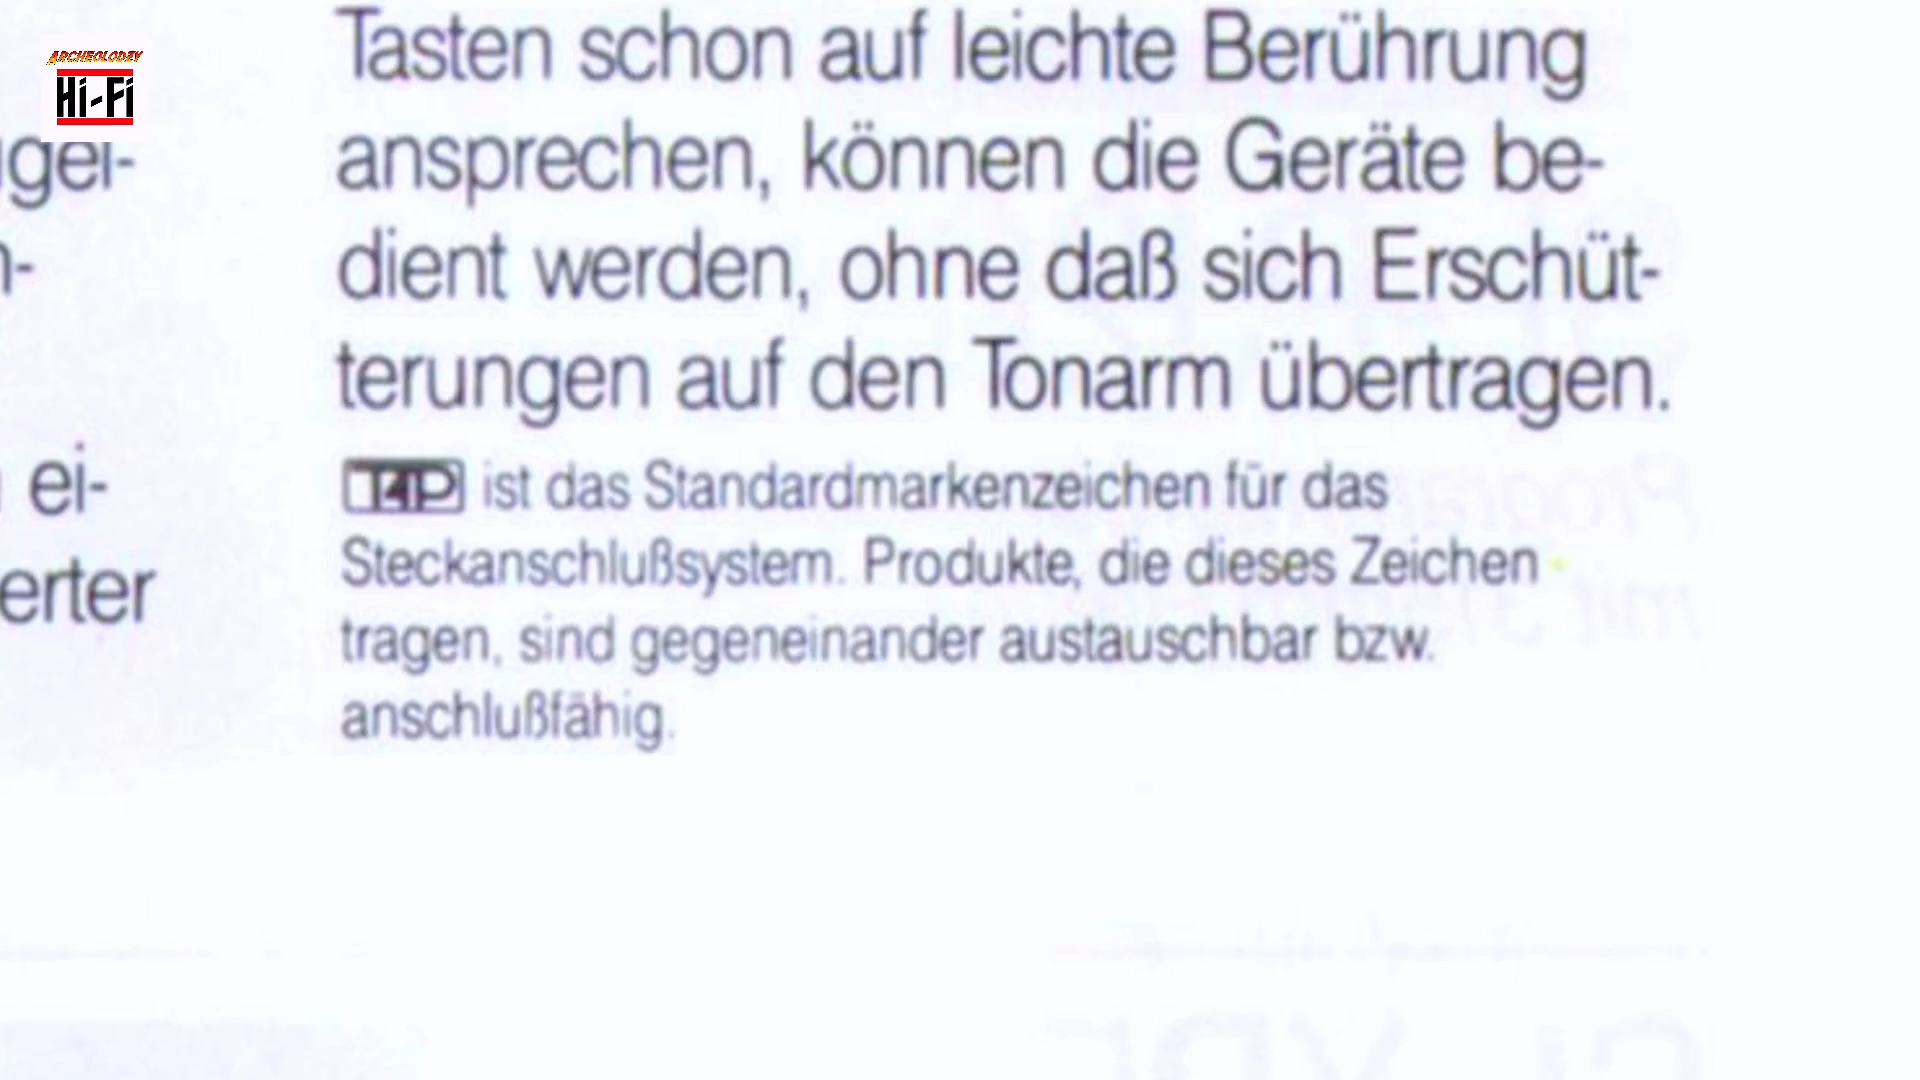 ARCHEOLODZY
Hi-Fi
Tasten schon auf leichte Berührung
ansprechen, können die Geräte be-
dient werden, ohne daß sich Erschüt-
terungen auf den Tonarm übertragen.
T4P ist das Standardmarkenzeichen für das
Steckanschlußsystem. Produkte, die dieses Zeichen
tragen, sind gegeneinander austauschbar bzw.
anschlußfähig.
ei-
erter